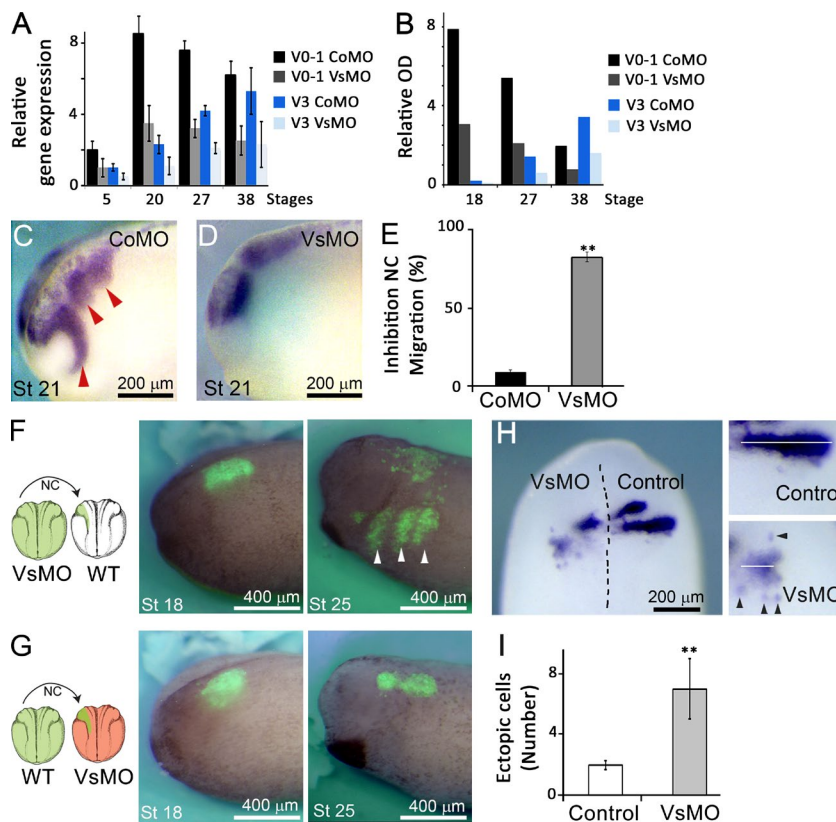 A
Relative
gene expression
8
4
0
5
20
27
38
Stages
V0-1 CoMO
V0-1 VsMO
V3 CoMO
V3 VsMO
B
Relative OD
8
4
0
18
27
38
Stage
V0-1 CoMO
V0-1 VsMO
V3 CoMO
V3 VsMO
C
CoMO
St 21
200 µm
D
VsMO
St 21
200 µm
E
Inhibition NC
Migration (%)
100
50
0
**
CoMO
VsMO
F
NC
VsMO
WT
St 18
400 µm
St 25
400 µm
G
NC
WT
VsMO
St 18
400 µm
St 25
400 µm
H
VsMO
Control
200 µm
Control
VsMO
I
Ectopic cells
(Number)
8
4
0
**
Control
VsMO